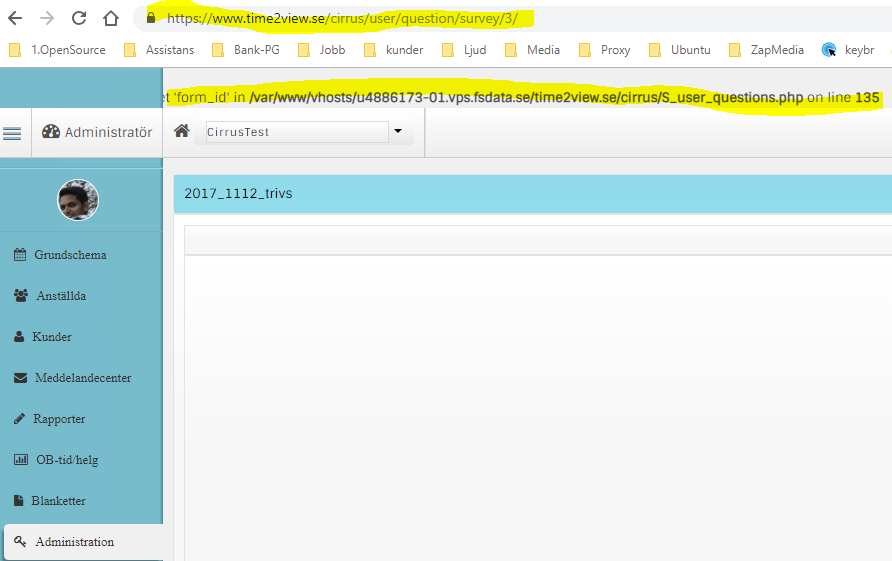 https://www.time2view.se/cirrus/user/question/survey/3/
1.OpenSource Assistans Bank-PG Jobb kunder Ljud Media Proxy Ubuntu ZapMedia keybr
'form_id' in /var/www/vhosts/u4886173-01.vps.fsdata.se/time2view.se/cirrus/S_user_questions.php on line 135
Administratör CirrusTest
2017_1112_trivs
Grundschema
Anställda
Kunder
Meddelandecenter
Rapporter
OB-tid/helg
Blanketter
Administration